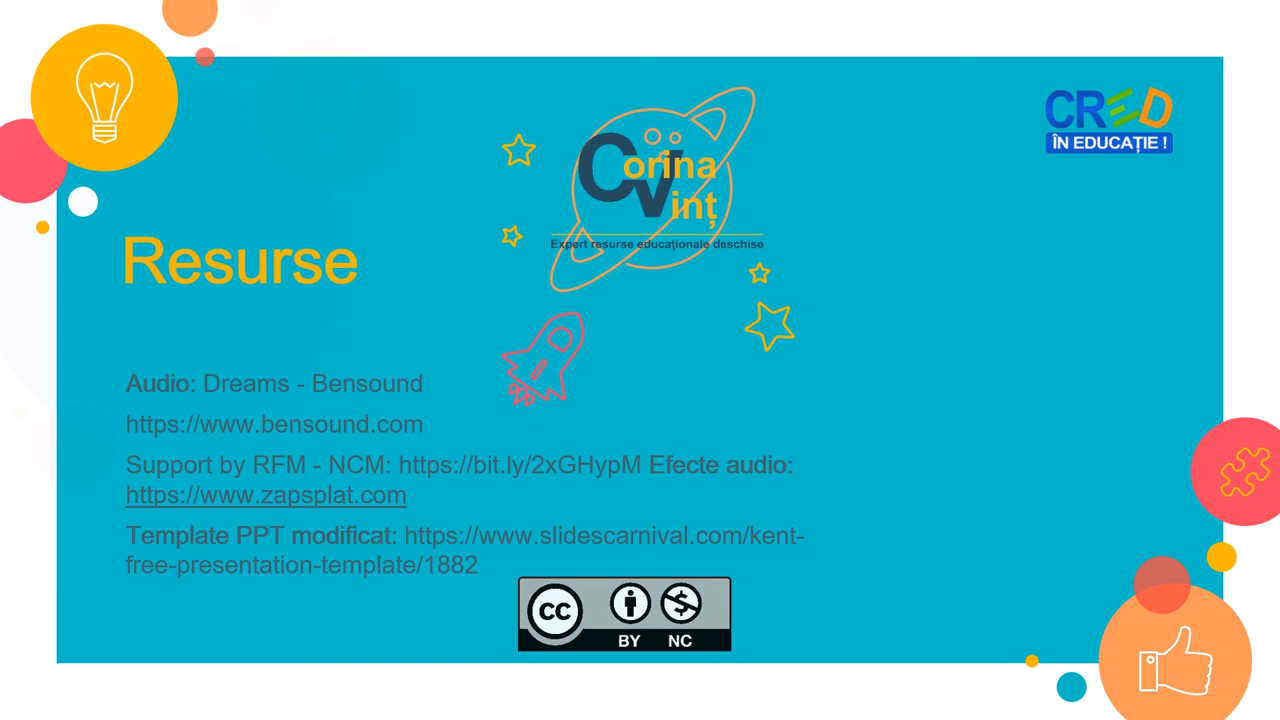 CRED
ÎN EDUCAȚIE !
Corina
Vinț
Expert resurse educaționale deschise
Resurse
Audio: Dreams - Bensound
https://www.bensound.com
Support by RFM - NCM: https://bit.ly/2xGHypM Efecte audio:
https://www.zapsplat.com
Template PPT modificat: https://www.slidescarnival.com/kent-
free-presentation-template/1882
CC
BY NC